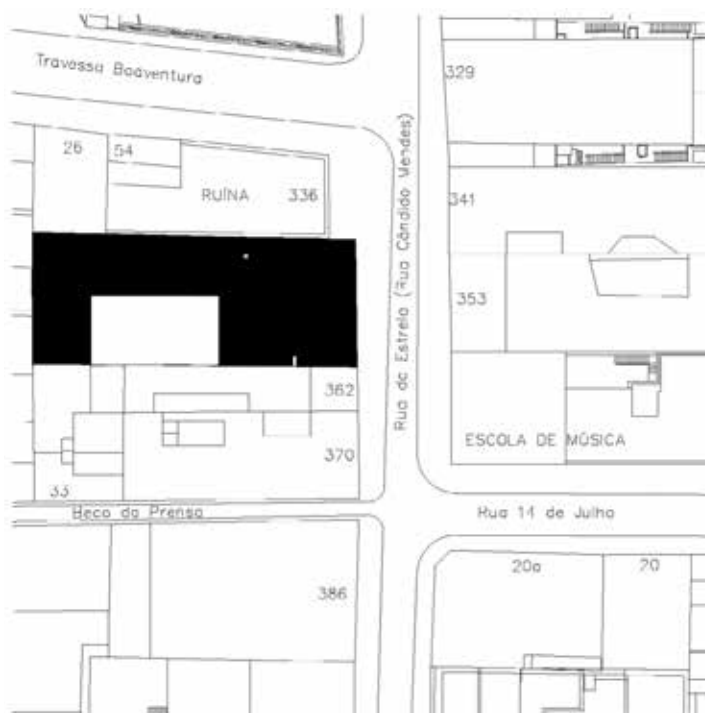 Travessa Boaventura
329
26
54
RUÍNA
336
Rua da Estrela (Rua Cândido Mendes)
341
353
362
ESCOLA DE MÚSICA
370
33
Beco da Prensa
Rua 14 de Julho
20a
70
386